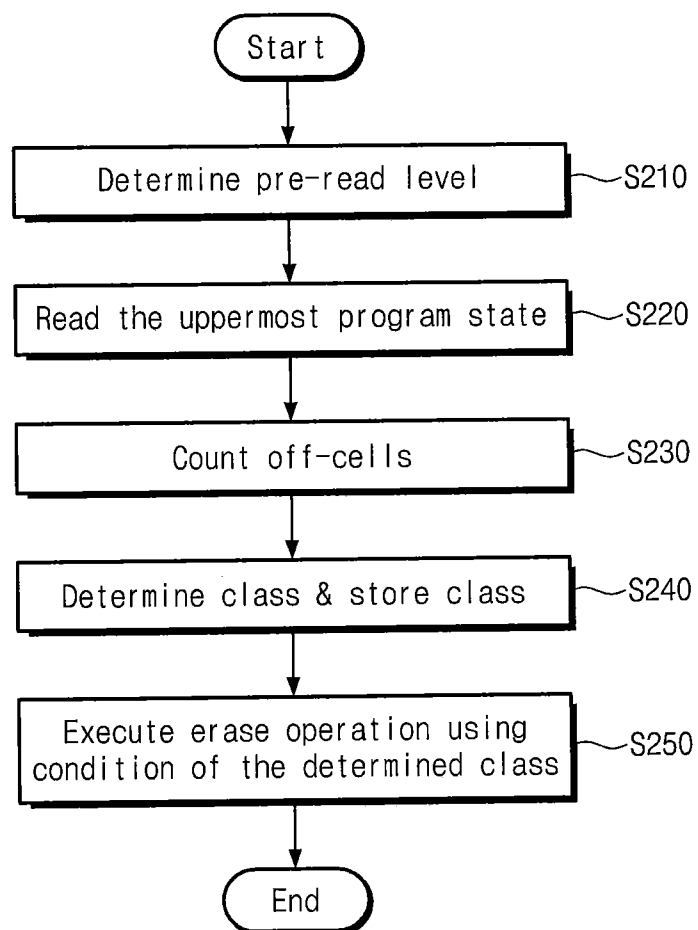 Start
Determine pre-read level
S210
Read the uppermost program state
S220
Count off-cells
S230
Determine class & store class
S240
Execute erase operation using
condition of the determined class
S250
End